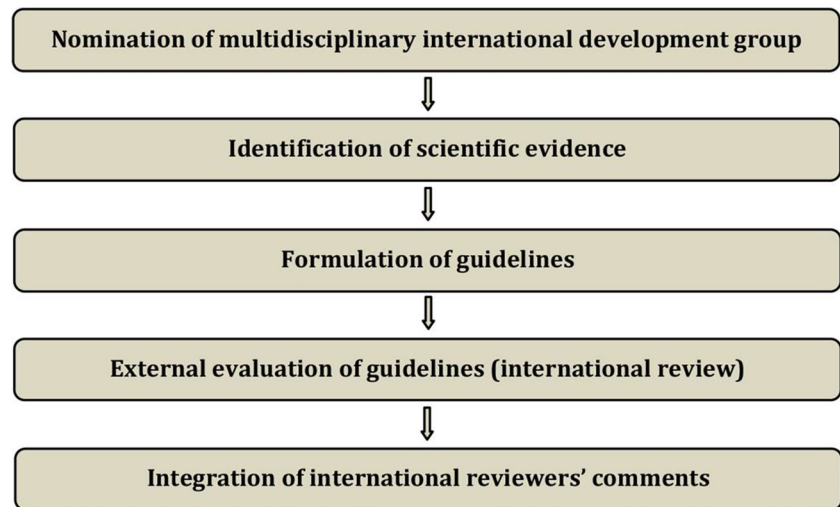 Nomination of multidisciplinary international development group
Identification of scientific evidence
Formulation of guidelines
External evaluation of guidelines (international review)
Integration of international reviewers’ comments